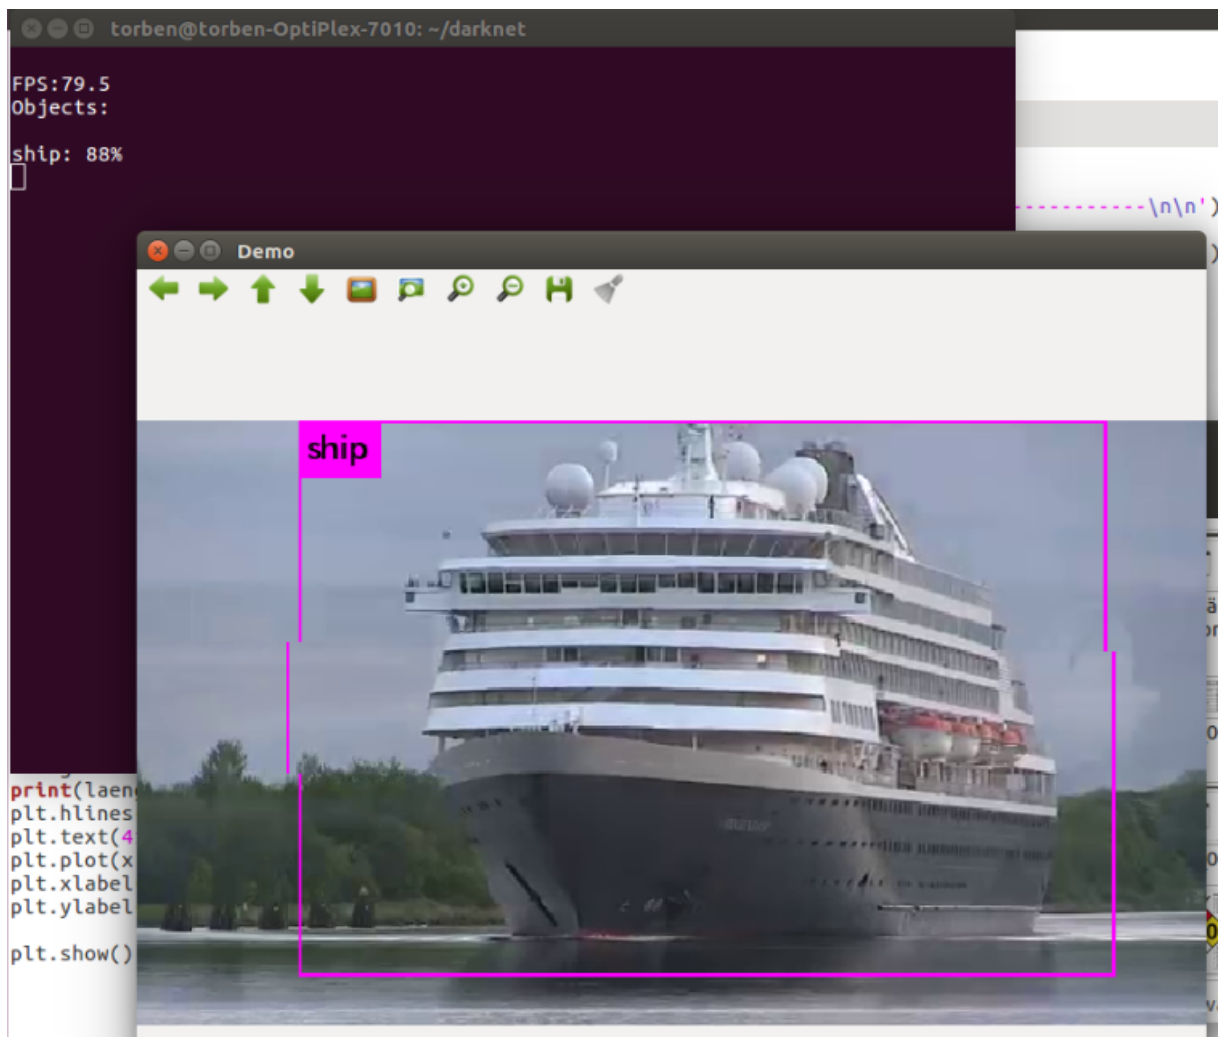 torben@torben-OptiPlex-7010: ~/darknet
FPS:79.5
Objects:
ship: 88%
-----------\n\n')
)
Demo
ship
print(laen
plt.hlines
plt.text(4
plt.plot(x
plt.xlabel
plt.ylabel
plt.show()